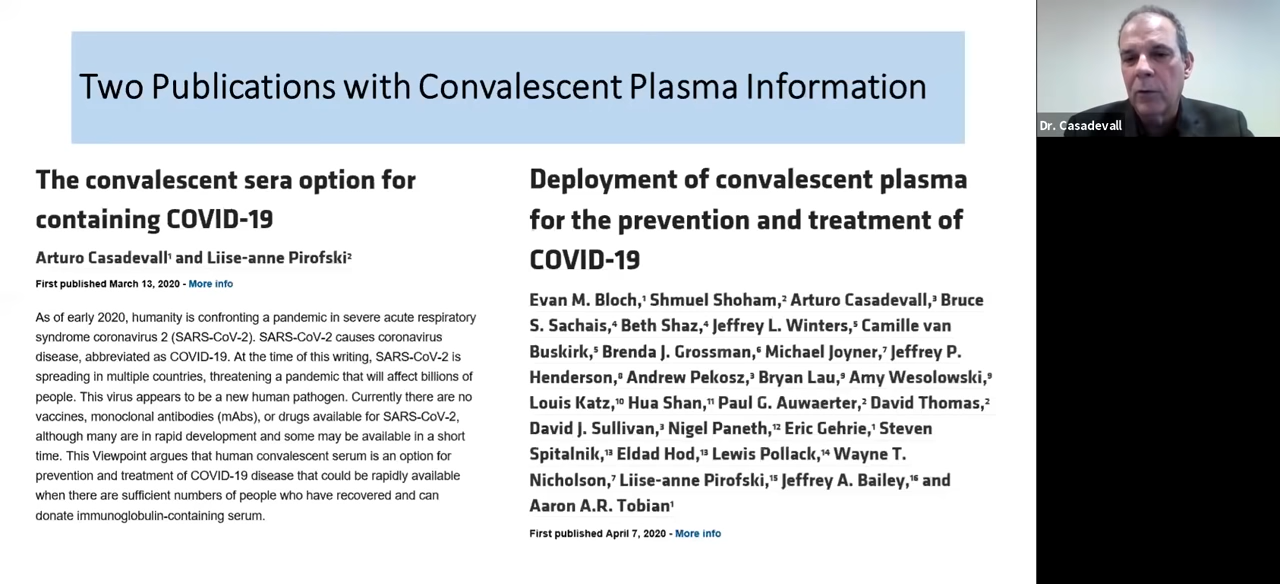 Two Publications with Convalescent Plasma Information
The convalescent sera option for
containing COVID-19
Arturo Casadevall¹ and Liise-anne Pirofski²
First published March 13, 2020 - More info
As of early 2020, humanity is confronting a pandemic in severe acute respiratory
syndrome coronavirus 2 (SARS-CoV-2). SARS-CoV-2 causes coronavirus
disease, abbreviated as COVID-19. At the time of this writing, SARS-CoV-2 is
spreading in multiple countries, threatening a pandemic that will affect billions of
people. This virus appears to be a new human pathogen. Currently there are no
vaccines, monoclonal antibodies (mAbs), or drugs available for SARS-CoV-2,
although many are in rapid development and some may be available in a short
time. This Viewpoint argues that human convalescent serum is an option for
prevention and treatment of COVID-19 disease that could be rapidly available
when there are sufficient numbers of people who have recovered and can
donate immunoglobulin-containing serum.
Deployment of convalescent plasma
for the prevention and treatment of
COVID-19
Evan M. Bloch,¹ Shmuel Shoham,² Arturo Casadevall,³ Bruce
S. Sachais,⁴ Beth Shaz,⁴ Jeffrey L. Winters,⁵ Camille van
Buskirk,⁵ Brenda J. Grossman,⁶ Michael Joyner,⁷ Jeffrey P.
Henderson,⁸ Andrew Pekosz,³ Bryan Lau,⁹ Amy Wesolowski,⁹
Louis Katz,¹⁰ Hua Shan,¹¹ Paul G. Auwaerter,² David Thomas,²
David J. Sullivan,³ Nigel Paneth,¹² Eric Gehrie,¹ Steven
Spitalnik,¹³ Eldad Hod,¹³ Lewis Pollack,¹⁴ Wayne T.
Nicholson,⁷ Liise-anne Pirofski,¹⁵ Jeffrey A. Bailey,¹⁶ and
Aaron A.R. Tobian¹
First published April 7, 2020 - More info
Dr. Casadevall